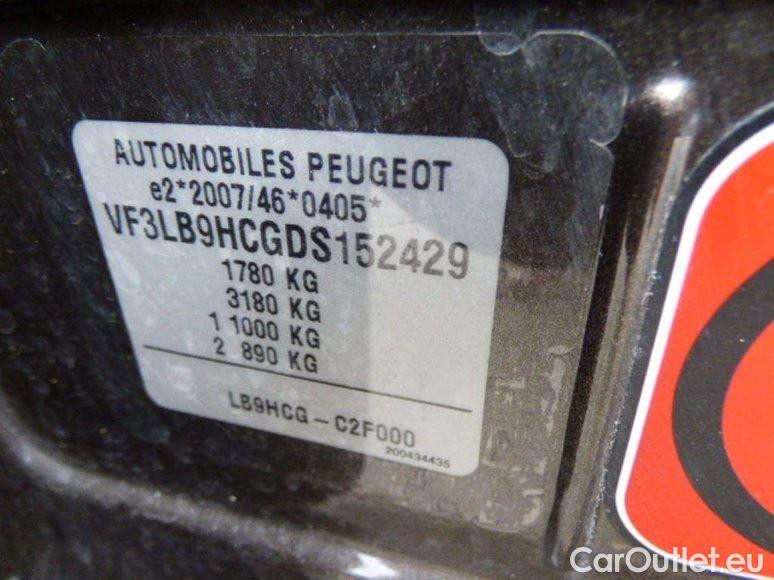 AUTOMOBILES PEUGEOT
e2*2007/46*0405*
VF3LB9HCGDS152429
1780 KG
3180 KG
1 1000 KG
2 890 KG
LB9HCG - C2F000
200434435
CarOutlet.eu